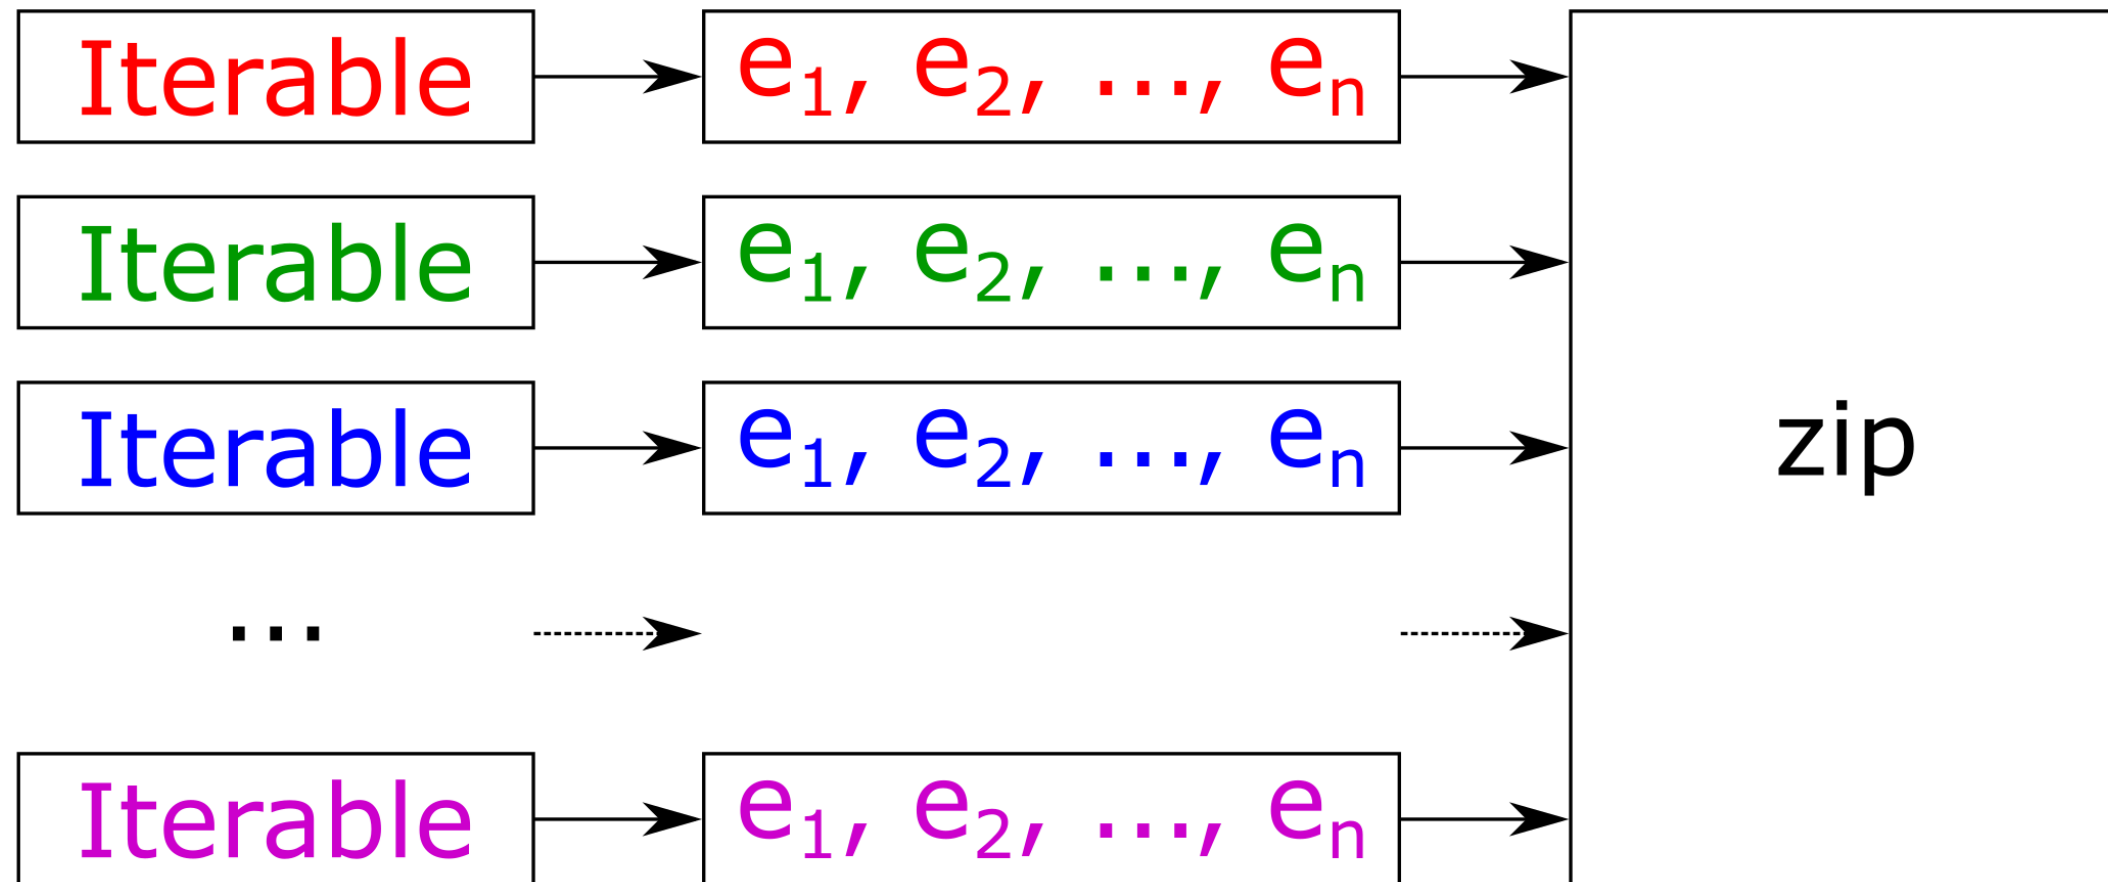 Iterable e₁, e₂, ..., eₙ
Iterable e₁, e₂, ..., eₙ
Iterable e₁, e₂, ..., eₙ
zip
...
Iterable e₁, e₂, ..., eₙ